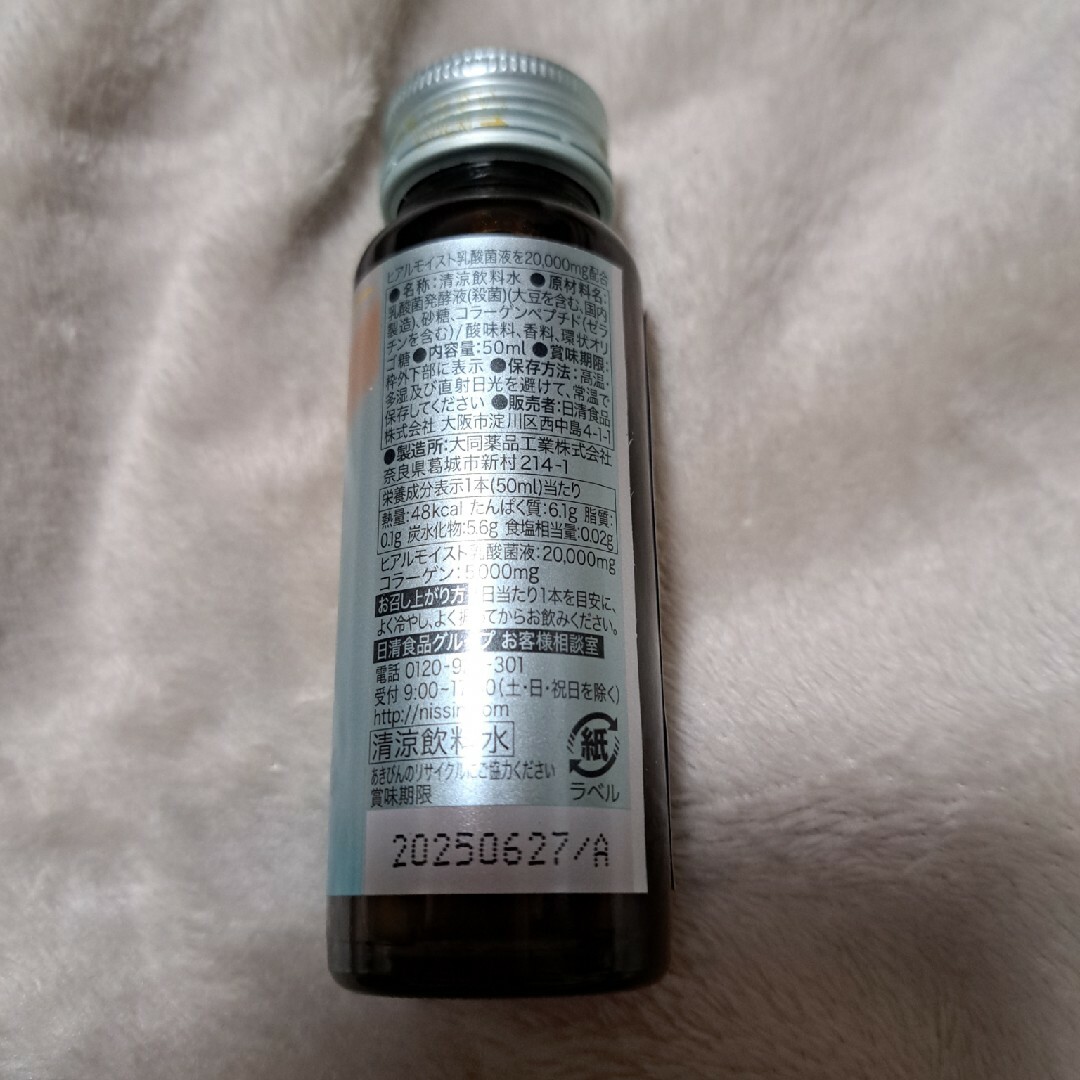 ヒアルモイスト乳酸菌液を20,000mg配合
●名称:清涼飲料水 ●原材料名:
乳酸菌発酵液(殺菌)(大豆を含む、国内
製造)、砂糖、コラーゲンペプチド(ゼラ
チンを含む)/酸味料、香料、環状オリ
ゴ糖●内容量:50ml ●賞味期限:
枠外下部に表示 ●保存方法:高温・
多湿及び直射日光を避けて、常温で
保存してください ●販売者:日清食品
株式会社 大阪市淀川区西中島4-1-1
●製造所:大同薬品工業株式会社
奈良県葛城市新村214-1
栄養成分表示1本(50ml)当たり
熱量:48kcal たんぱく質:6.1g 脂質:
0.1g 炭水化物:5.6g 食塩相当量:0.02g
ヒアルモイスト乳酸菌液:20,000mg
コラーゲン:5000mg
お召し上がり方 1日当たり1本を目安に、
よく冷やし、よく振ってからお飲みください。
日清食品グループ お客様相談室
電話 0120-9 -301
受付 9:00-17:30(土・日・祝日を除く)
http://nissin.com
清涼飲料水
あきびんのリサイクルにご協力ください
賞味期限
紙
ラベル
20250627/A